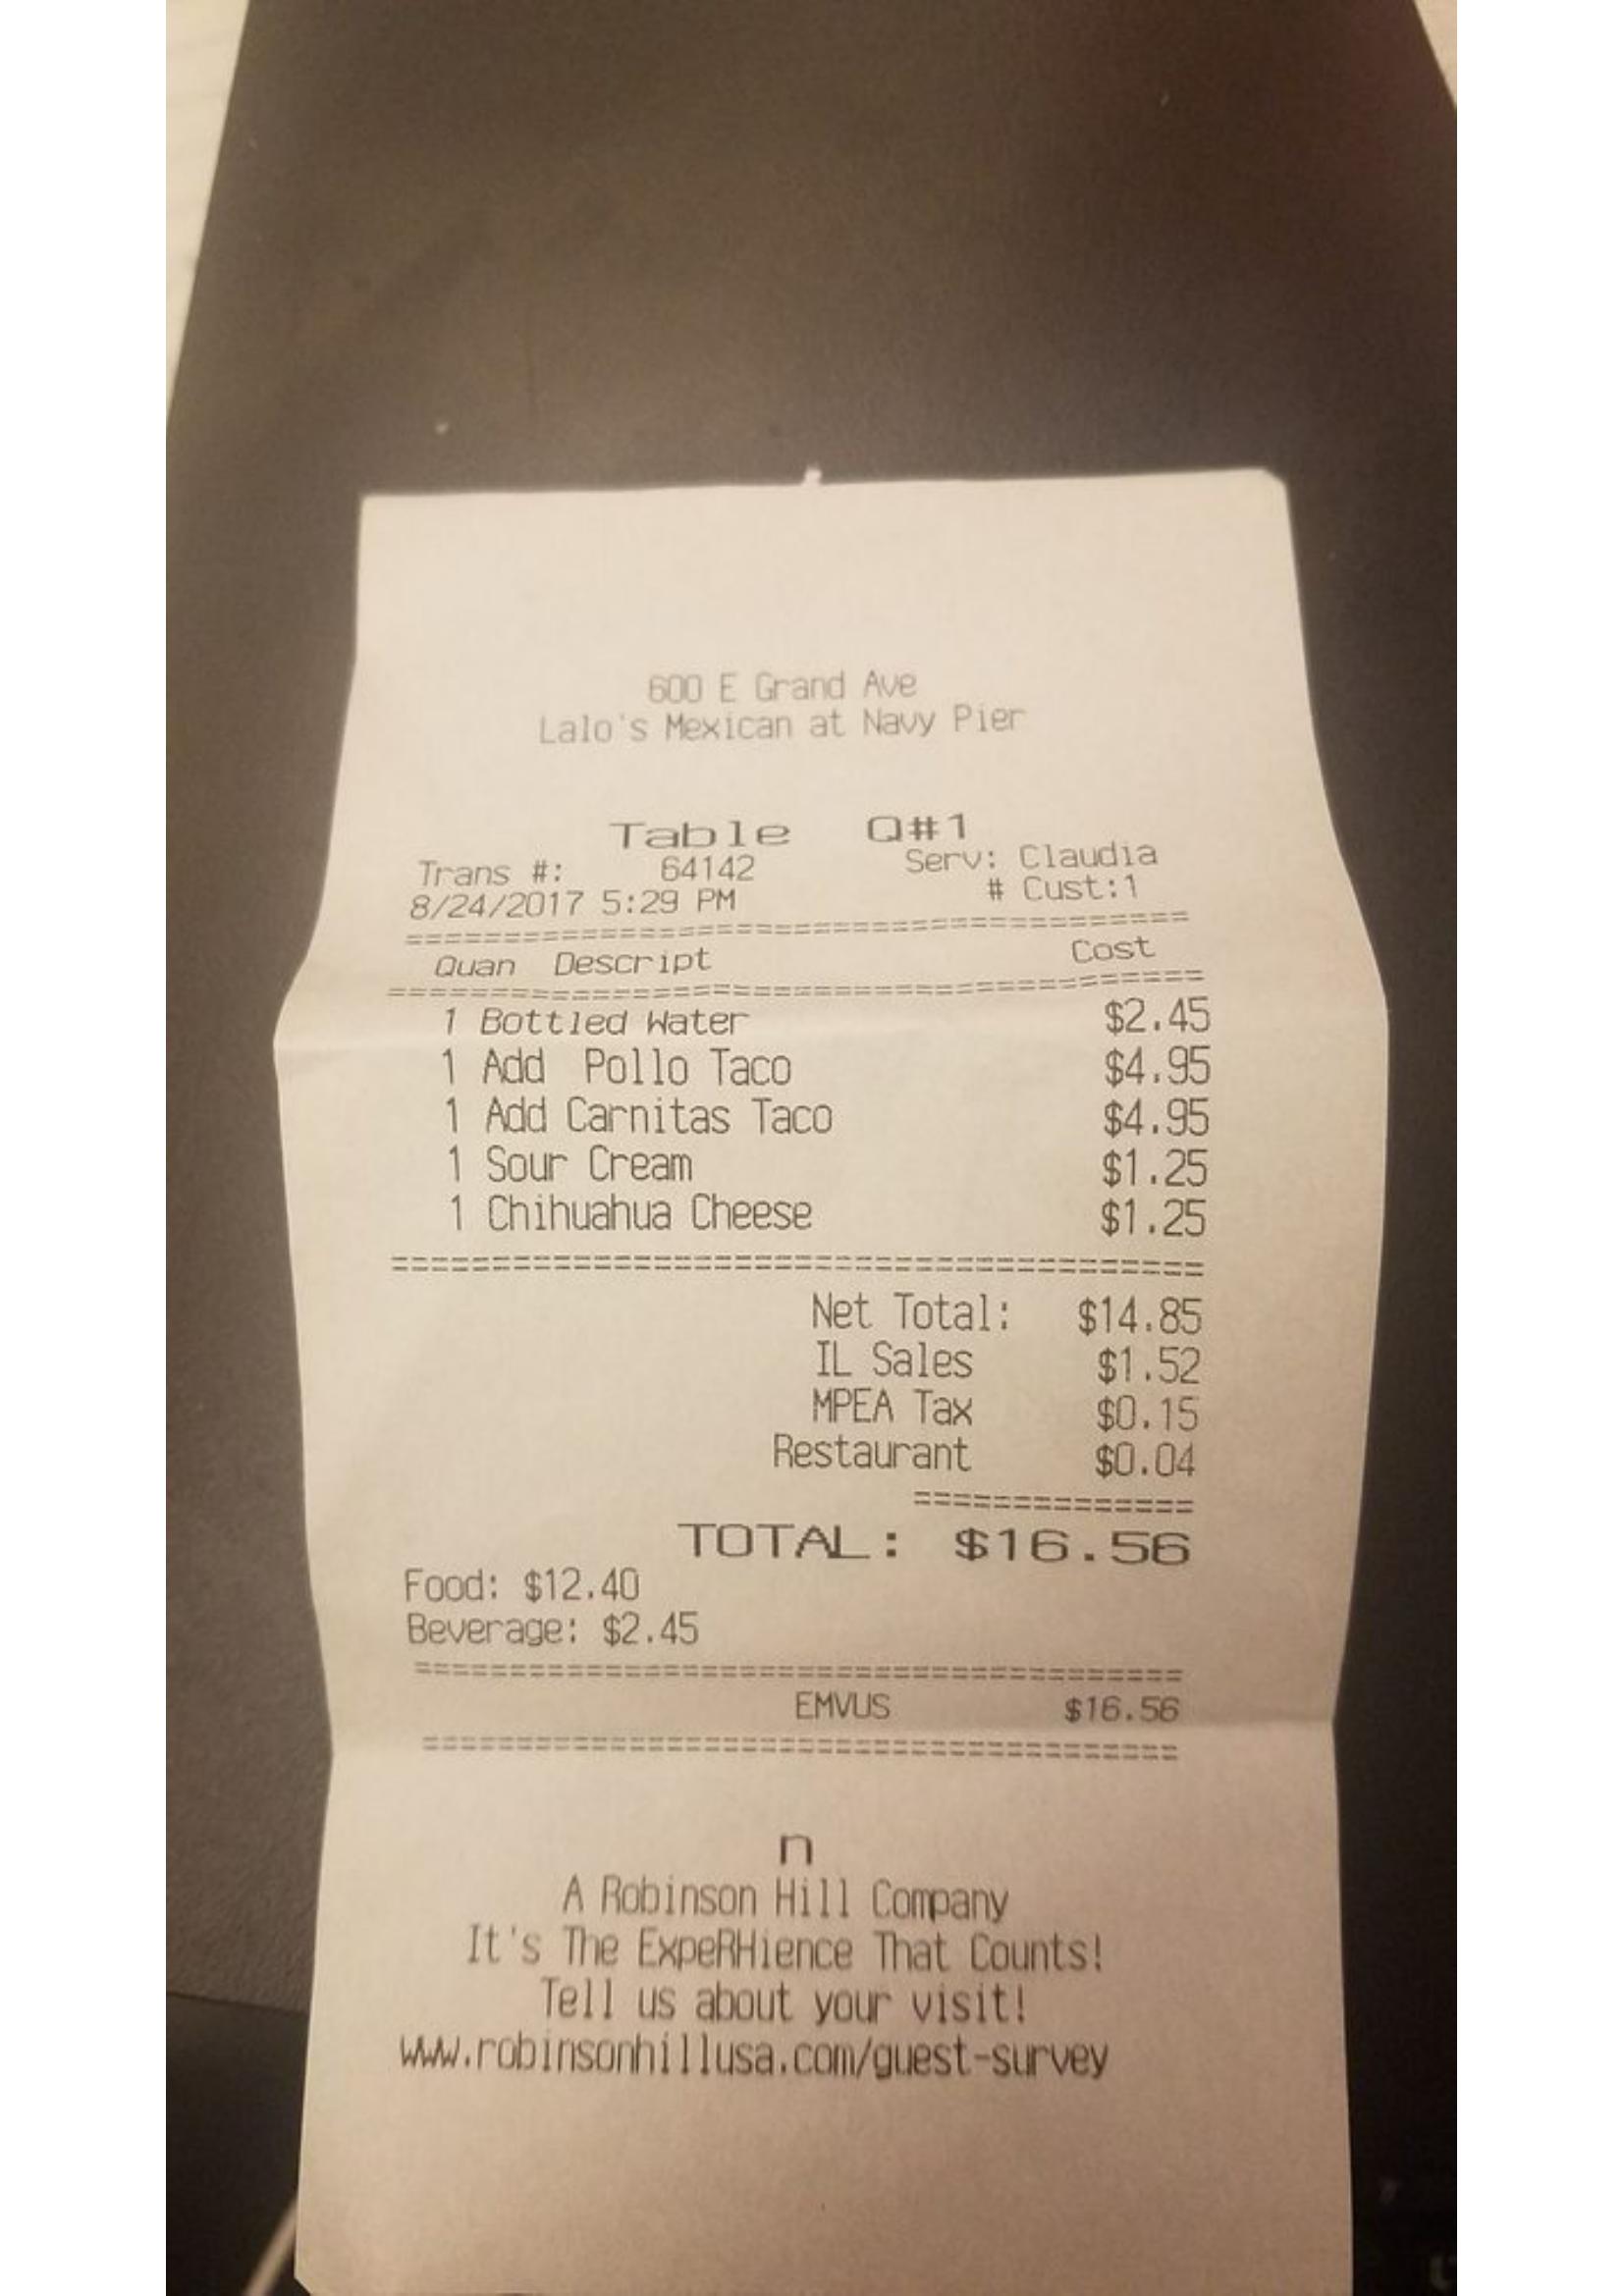 600 E Grand Ave
Lalo's Mexican at Navy Pier
Table Q#1
Trans #: 64142 Serv: Claudia
8/24/2017 5:29 PM # Cust:1
========================================
Quan Descript Cost
========================================
1 Bottled Water $2.45
1 Add Pollo Taco $4.95
1 Add Carnitas Taco $4.95
1 Sour Cream $1.25
1 Chihuahua Cheese $1.25
========================================
Net Total: $14.85
IL Sales $1.52
MPEA Tax $0.15
Restaurant $0.04
==============
TOTAL: $16.56
Food: $12.40
Beverage: $2.45
========================================
EMVUS $16.56
========================================
n
A Robinson Hill Company
It's The ExpeRHience That Counts!
Tell us about your visit!
www.robinsonhillusa.com/guest-survey